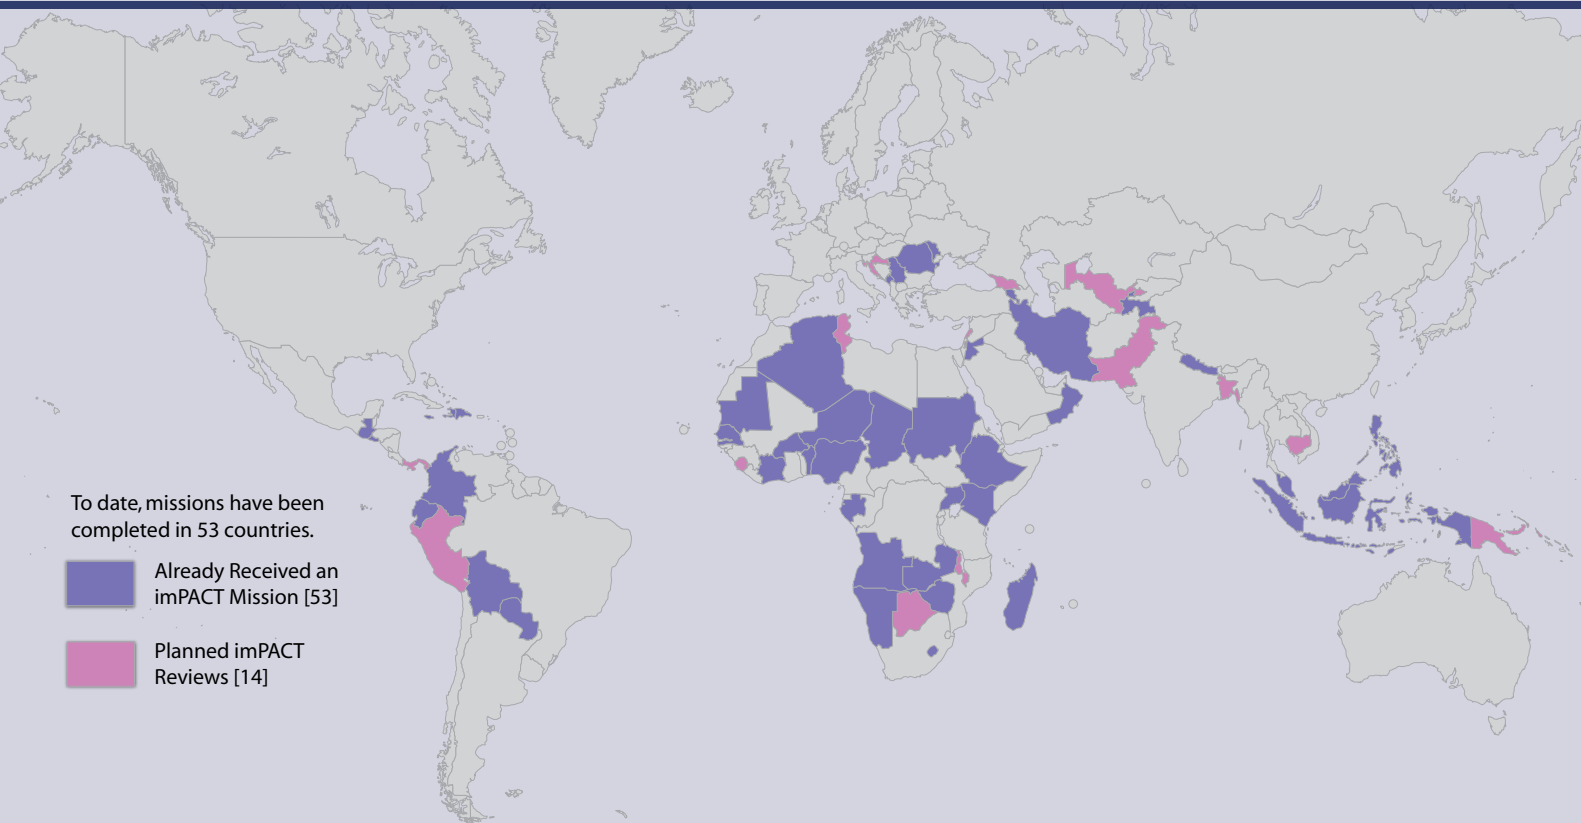 To date, missions have been
completed in 53 countries.
Already Received an
imPACT Mission [53]
Planned imPACT
Reviews [14]